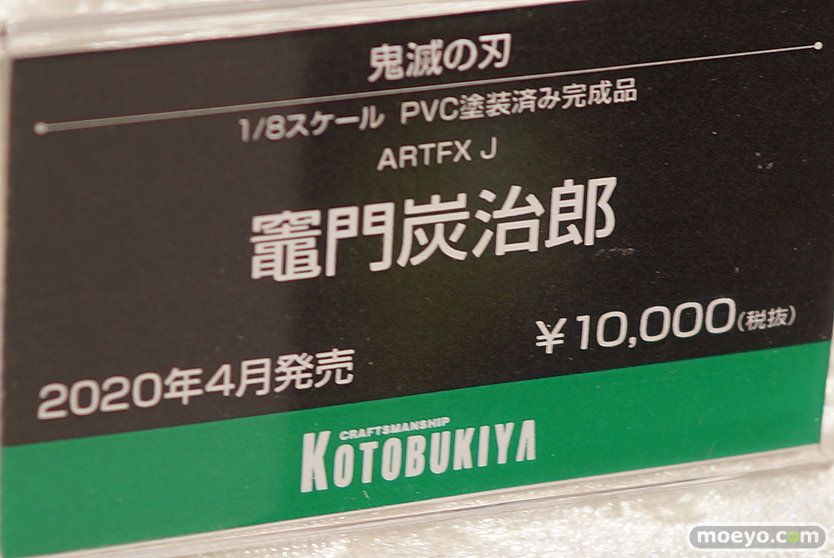 鬼滅の刃
1/8スケール PVC塗装済み完成品
ARTFX J
竈門炭治郎
¥10,000(税抜)
2020年4月発売
CRAFTSMANSHIP
KOTOBUKIYA
moeyo.com